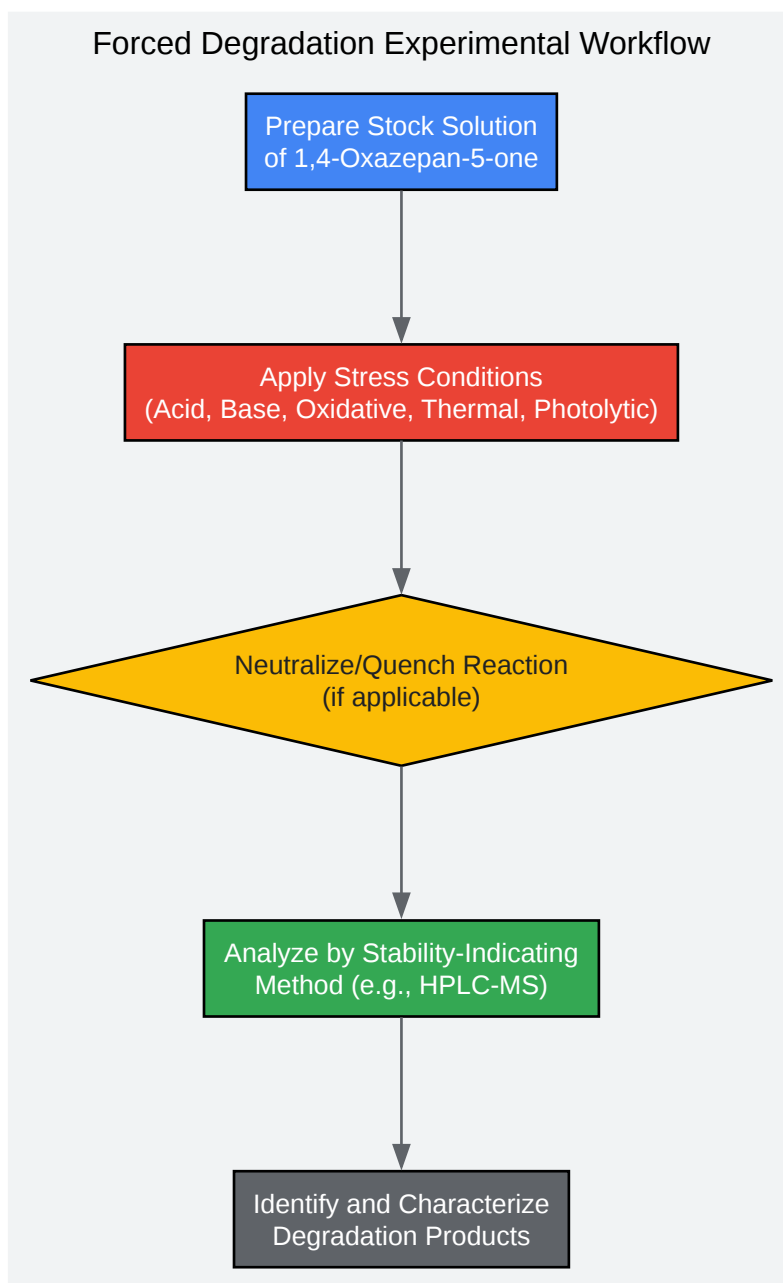 Forced Degradation Experimental Workflow
Prepare Stock Solution
of 1,4-Oxazepan-5-one
Apply Stress Conditions
(Acid, Base, Oxidative, Thermal, Photolytic)
Neutralize/Quench Reaction
(if applicable)
Analyze by Stability-Indicating
Method (e.g., HPLC-MS)
Identify and Characterize
Degradation Products